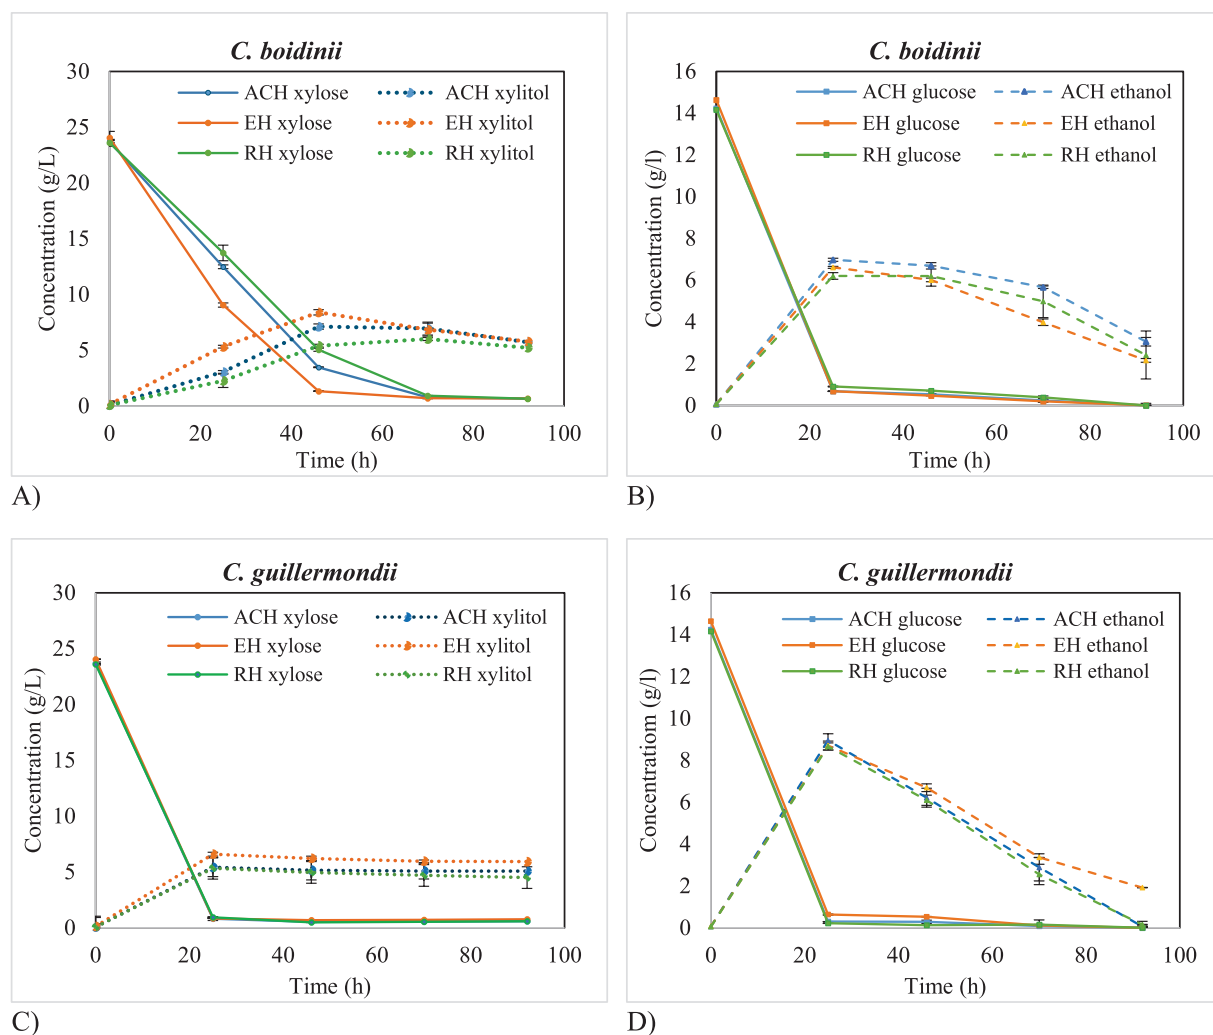 C. boidinii
ACH xylose ACH xylitol
EH xylose EH xylitol
RH xylose RH xylitol
30
25
20
15
10
5
0
Concentration (g/L)
0 20 40 60 80 100
Time (h)
A)
C. boidinii
ACH glucose ACH ethanol
EH glucose EH ethanol
RH glucose RH ethanol
16
14
12
10
8
6
4
2
0
Concentration (g/l)
0 20 40 60 80 100
Time (h)
B)
C. guillermondii
ACH xylose ACH xylitol
EH xylose EH xylitol
RH xylose RH xylitol
30
25
20
15
10
5
0
Concentration (g/L)
0 20 40 60 80 100
Time (h)
C)
C. guillermondii
ACH glucose ACH ethanol
EH glucose EH ethanol
RH glucose RH ethanol
16
14
12
10
8
6
4
2
0
Concentratiom (g/l)
0 20 40 60 80 100
Time (h)
D)